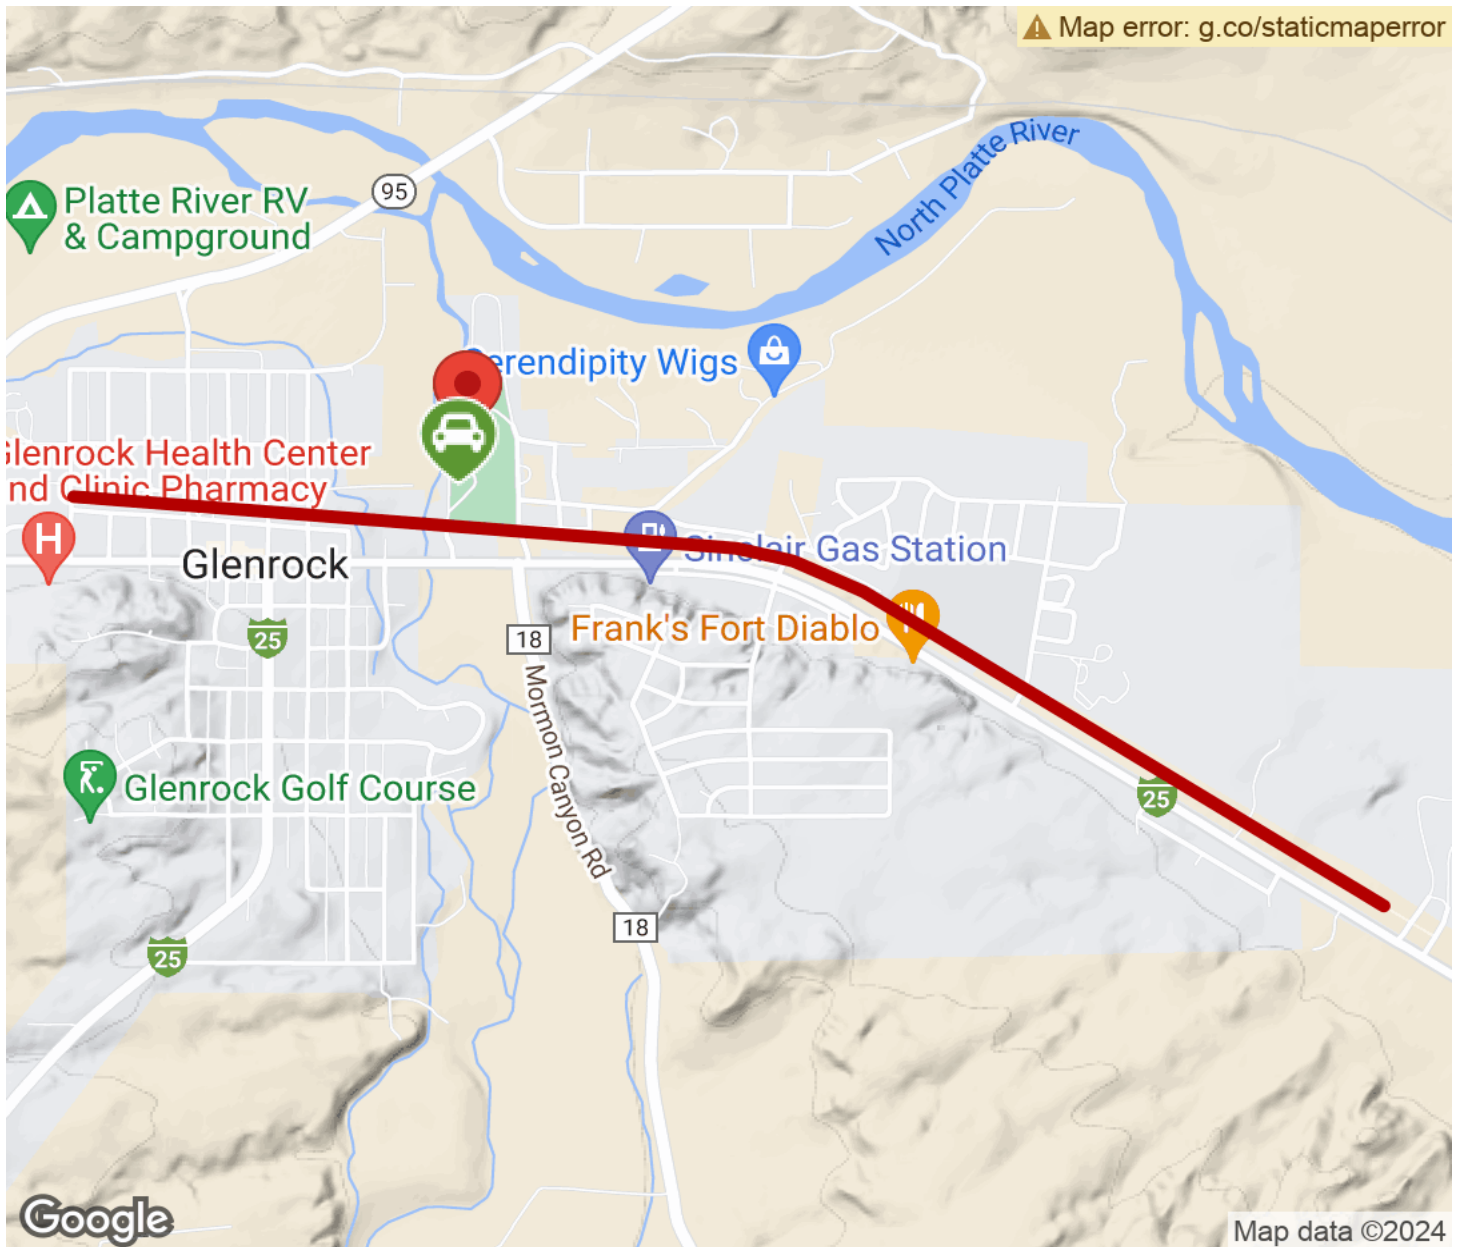 Map error: g.co/staticmaperror
North Platte River
95
Platte River RV
& Campground
erendipity Wigs
Glenrock Health Center
nd Clinic Pharmacy
H
Sinclair Gas Station
Glenrock
25
18
Frank's Fort Diablo
Mormon Canyon Rd
Glenrock Golf Course
25
18
25
Google
Map data ©2024